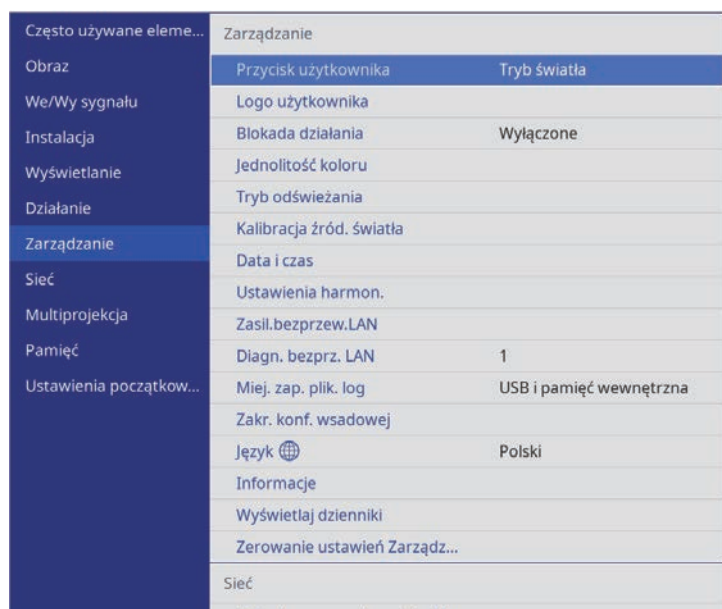 Często używane eleme...
Obraz
We/Wy sygnału
Instalacja
Wyświetlanie
Działanie
Zarządzanie
Sieć
Multiprojekcja
Pamięć
Ustawienia początkow...
Zarządzanie
Przycisk użytkownika Tryb światła
Logo użytkownika
Blokada działania Wyłączone
Jednolitość koloru
Tryb odświeżania
Kalibracja źród. światła
Data i czas
Ustawienia harmon.
Zasil.bezprzew.LAN
Diagn. bezprz. LAN 1
Miej. zap. plik. log USB i pamięć wewnętrzna
Zakr. konf. wsadowej
Język Polski
Informacje
Wyświetlaj dzienniki
Zerowanie ustawień Zarządz...
Sieć